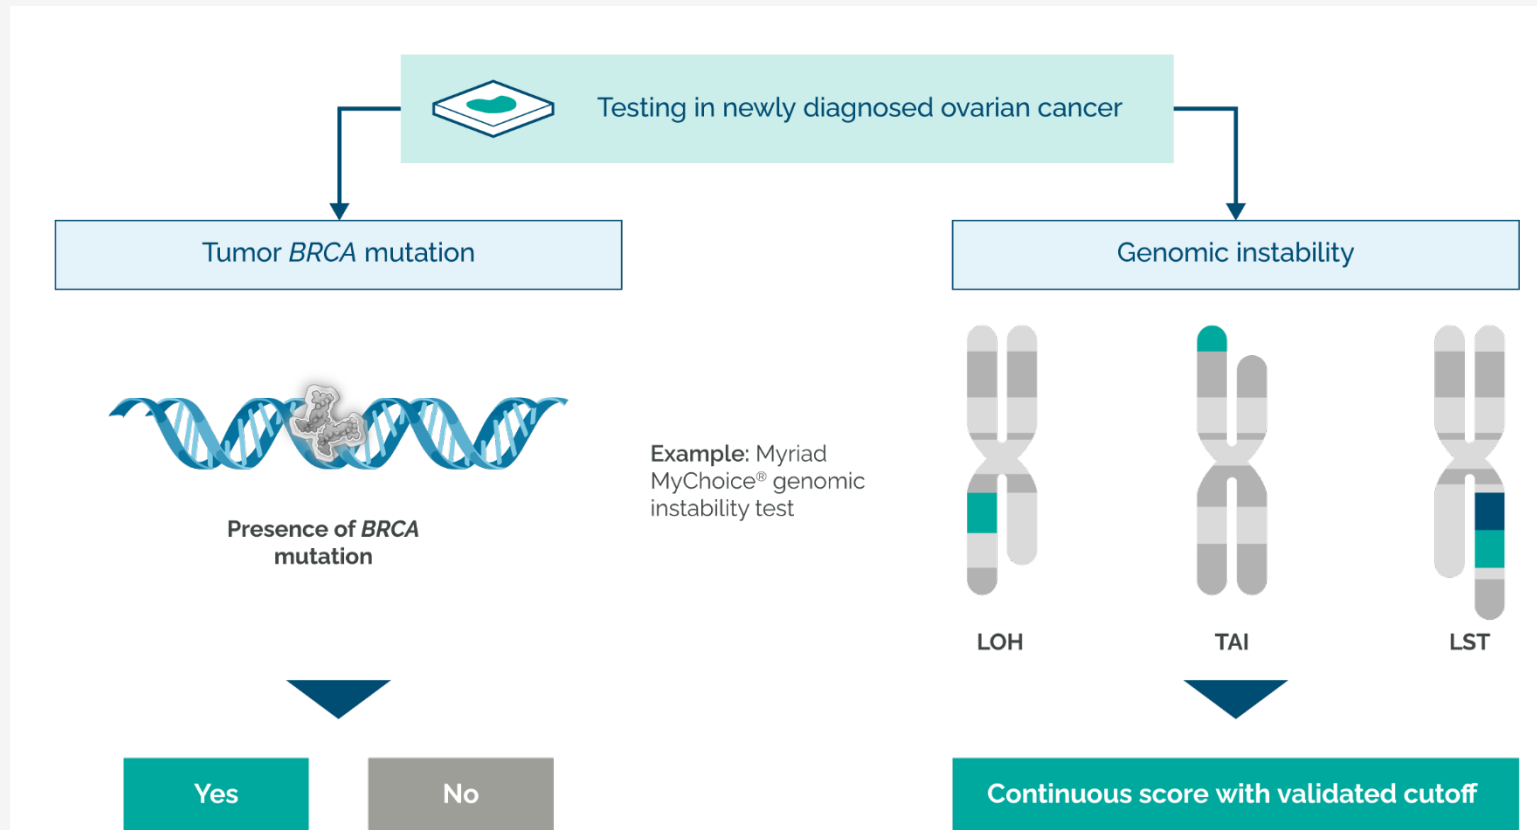 Testing in newly diagnosed ovarian cancer
Tumor BRCA mutation
Genomic instability
Example: Myriad
MyChoice® genomic
instability test
Presence of BRCA
mutation
LOH
TAI
LST
Yes
No
Continuous score with validated cutoff